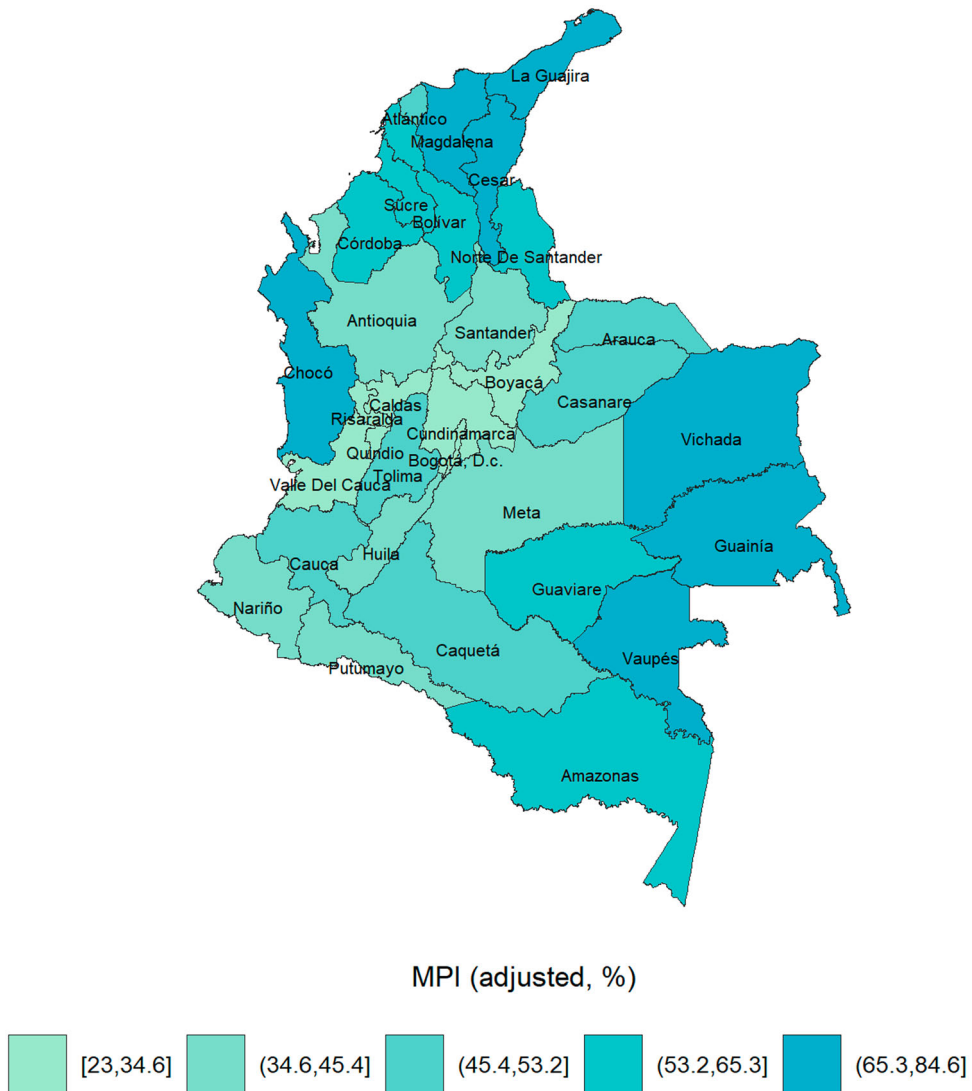 La Guajira
Atlántico
Magdalena
Cesar
Sucre
Bolívar
Córdoba
Norte De Santander
Antioquia
Santander
Arauca
Chocó
Boyacá
Casanare
Caldas
Risaralda
Cundinamarca
Vichada
Quindio
Bogotá, D.c.
Tolima
Valle Del Cauca
Meta
Guainía
Huila
Cauca
Guaviare
Nariño
Caquetá
Vaupés
Putumayo
Amazonas
MPI (adjusted, %)
[23,34.6] (34.6,45.4] (45.4,53.2] (53.2,65.3] (65.3,84.6]